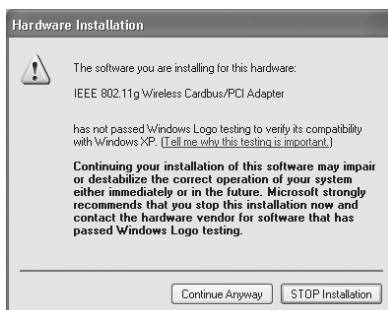 Hardware Installation
The software you are installing for this hardware:
IEEE 802.11g Wireless Cardbus/PCI Adapter
has not passed Windows Logo testing to verify its compatibility
with Windows XP. (Tell me why this testing is important.)
Continuing your installation of this software may impair
or destabilize the correct operation of your system
either immediately or in the future. Microsoft strongly
recommends that you stop this installation now and
contact the hardware vendor for software that has
passed Windows Logo testing.
Continue Anyway
STOP Installation